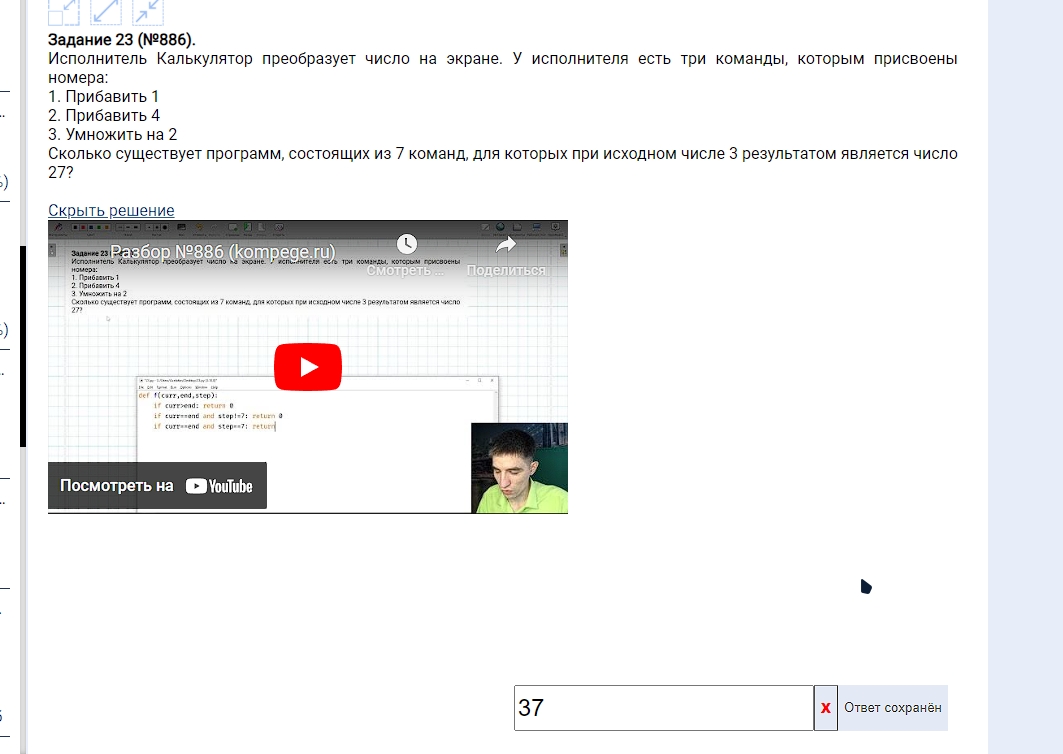 Задание 23 (№886).
Исполнитель Калькулятор преобразует число на экране. У исполнителя есть три команды, которым присвоены
номера:
1. Прибавить 1
2. Прибавить 4
3. Умножить на 2
Сколько существует программ, состоящих из 7 команд, для которых при исходном числе 3 результатом является число
27?
Скрыть решение
Разбор №886 (kompege.ru)
Смотреть ...
Поделиться
Исполнитель Калькулятор преобразует число на экране. У исполнителя есть три команды, которым присвоены
номера:
1. Прибавить 1
2. Прибавить 4
3. Умножить на 2
Сколько существует программ, состоящих из 7 команд, для которых при исходном числе 3 результатом является число
27?
def f(curr,end,step):
if curr>end: return 0
if curr==end and step!=7: return 0
if curr==end and step==7: return
Посмотреть на YouTube
37
x
Ответ сохранён